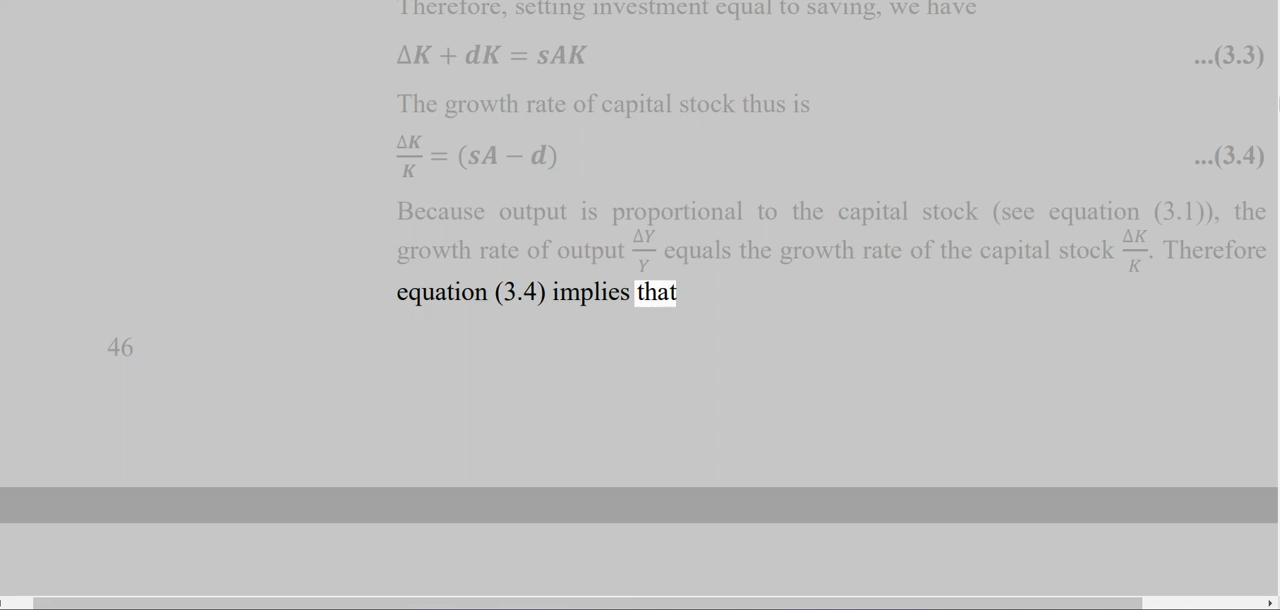 Therefore, setting investment equal to saving, we have
ΔK + dK = sAK ...(3.3)
The growth rate of capital stock thus is
ΔK/K = (sA − d) ...(3.4)
Because output is proportional to the capital stock (see equation (3.1)), the
growth rate of output ΔY/Y equals the growth rate of the capital stock ΔK/K. Therefore
equation (3.4) implies that
46